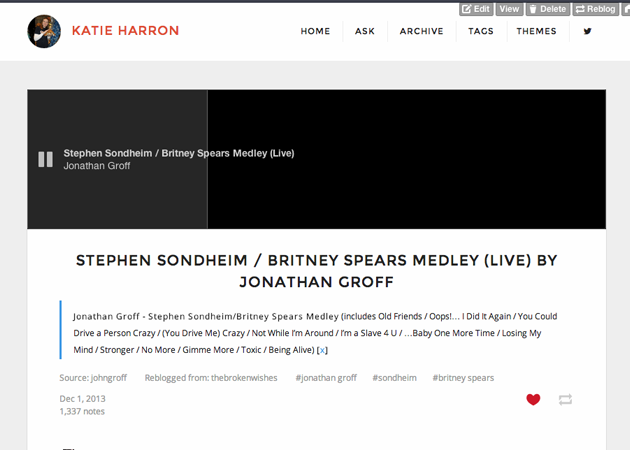 Edit View Delete Reblog
KATIE HARRON
HOME ASK ARCHIVE TAGS THEMES
Stephen Sondheim / Britney Spears Medley (Live)
Jonathan Groff
STEPHEN SONDHEIM / BRITNEY SPEARS MEDLEY (LIVE) BY
JONATHAN GROFF
Jonathan Groff - Stephen Sondheim/Britney Spears Medley (includes Old Friends / Oops!… I Did It Again / You Could
Drive a Person Crazy / (You Drive Me) Crazy / Not While I'm Around / I'm a Slave 4 U / …Baby One More Time / Losing My
Mind / Stronger / No More / Gimme More / Toxic / Being Alive) [x]
Source: johngroff Reblogged from: thebrokenwishes #jonathan groff #sondheim #britney spears
Dec 1, 2013
1,337 notes